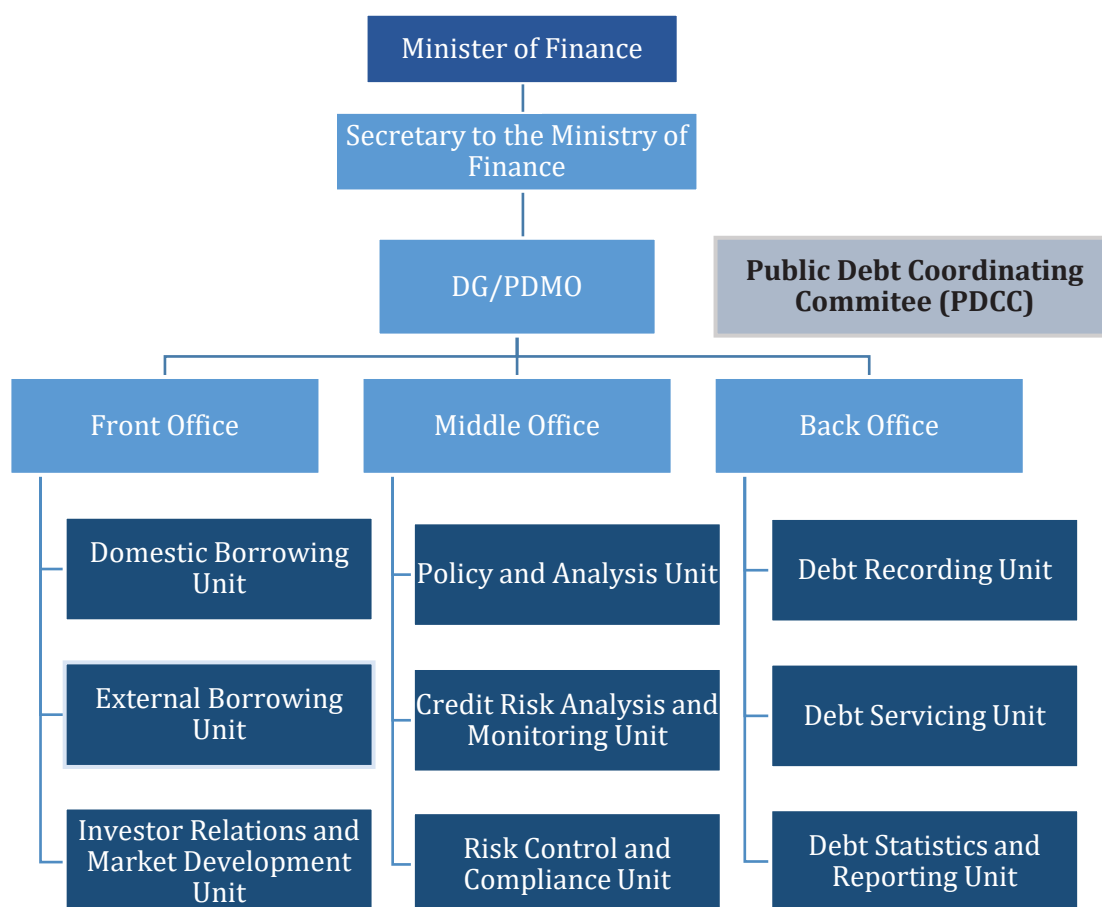 Minister of Finance
Secretary to the Ministry of
Finance
DG/PDMO
Public Debt Coordinating
Commitee (PDCC)
Front Office
Middle Office
Back Office
Domestic Borrowing
Unit
Policy and Analysis Unit
Debt Recording Unit
External Borrowing
Unit
Credit Risk Analysis and
Monitoring Unit
Debt Servicing Unit
Investor Relations and
Market Development
Unit
Risk Control and
Compliance Unit
Debt Statistics and
Reporting Unit